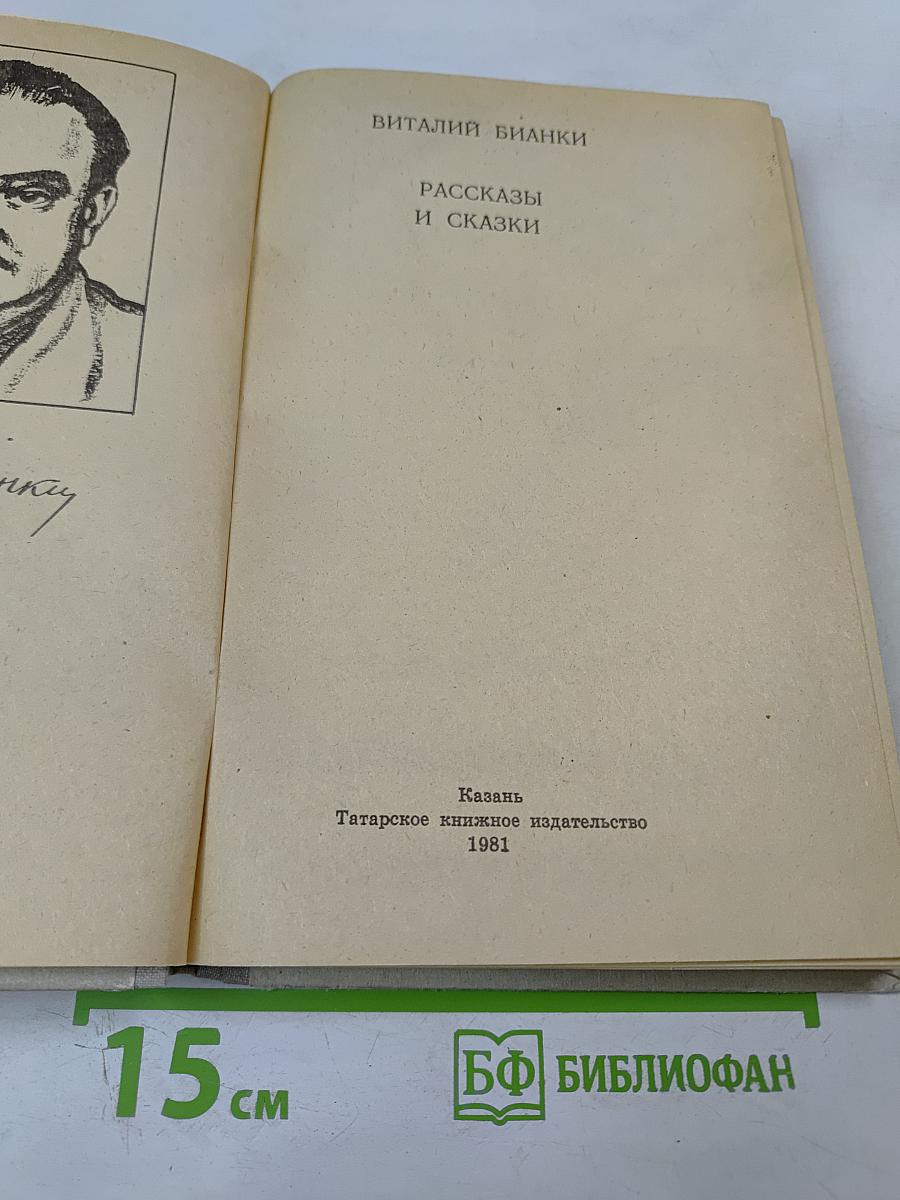 ВИТАЛИЙ БИАНКИ
РАССКАЗЫ
И СКАЗКИ
Казань
Татарское книжное издательство
1981
15 см
БФ БИБЛИОФАН